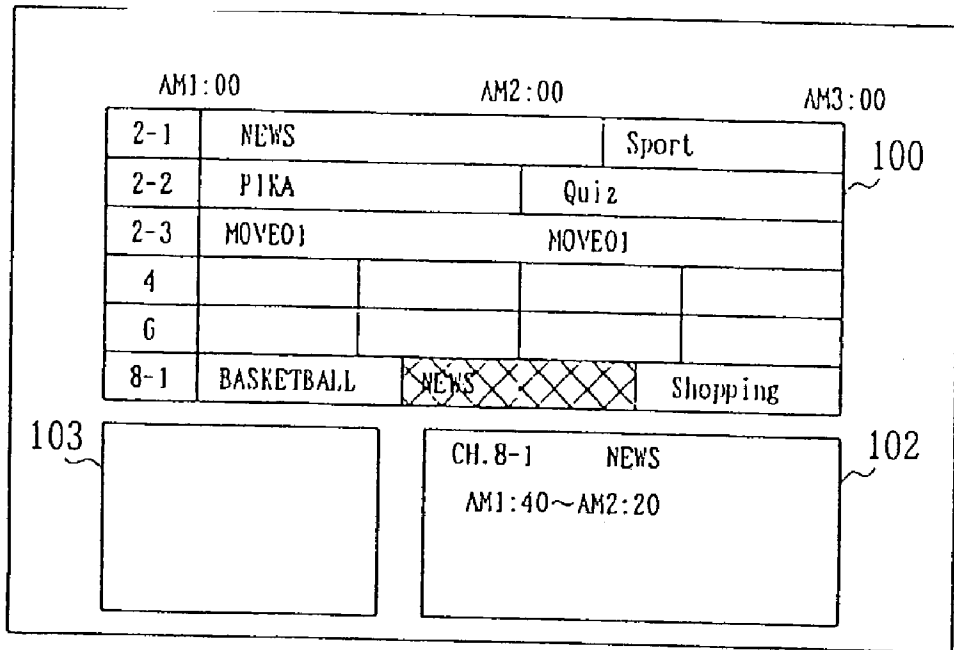 AM1:00 AM2:00 AM3:00
2-1 NEWS Sport
100
2-2 PIKA Quiz
2-3 MOVE01 MOVE01
4
6
8-1 BASKETBALL NEWS Shopping
103 102
CH.8-1 NEWS
AM1:40~AM2:20